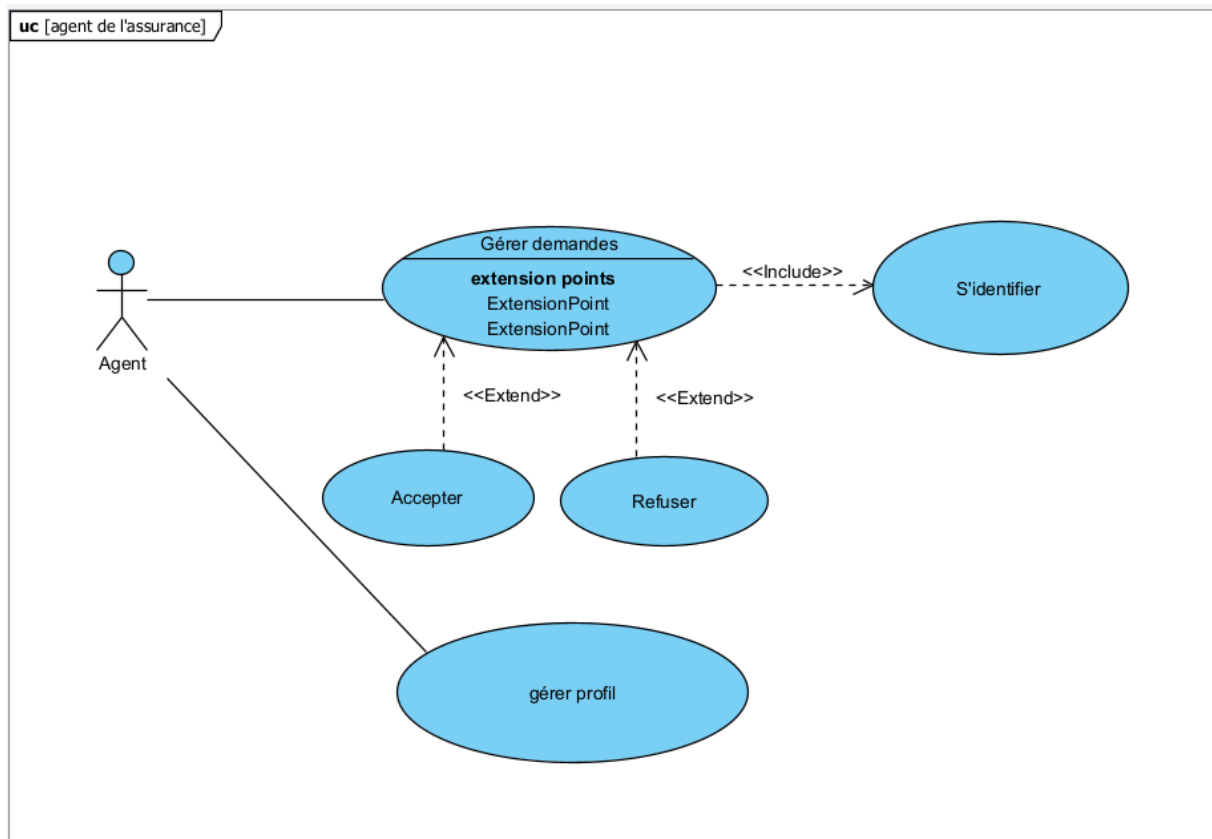 uc [agent de l'assurance]
Gérer demandes
extension points
ExtensionPoint
ExtensionPoint
<<Include>>
S'identifier
Agent
<<Extend>>
<<Extend>>
Accepter
Refuser
gérer profil